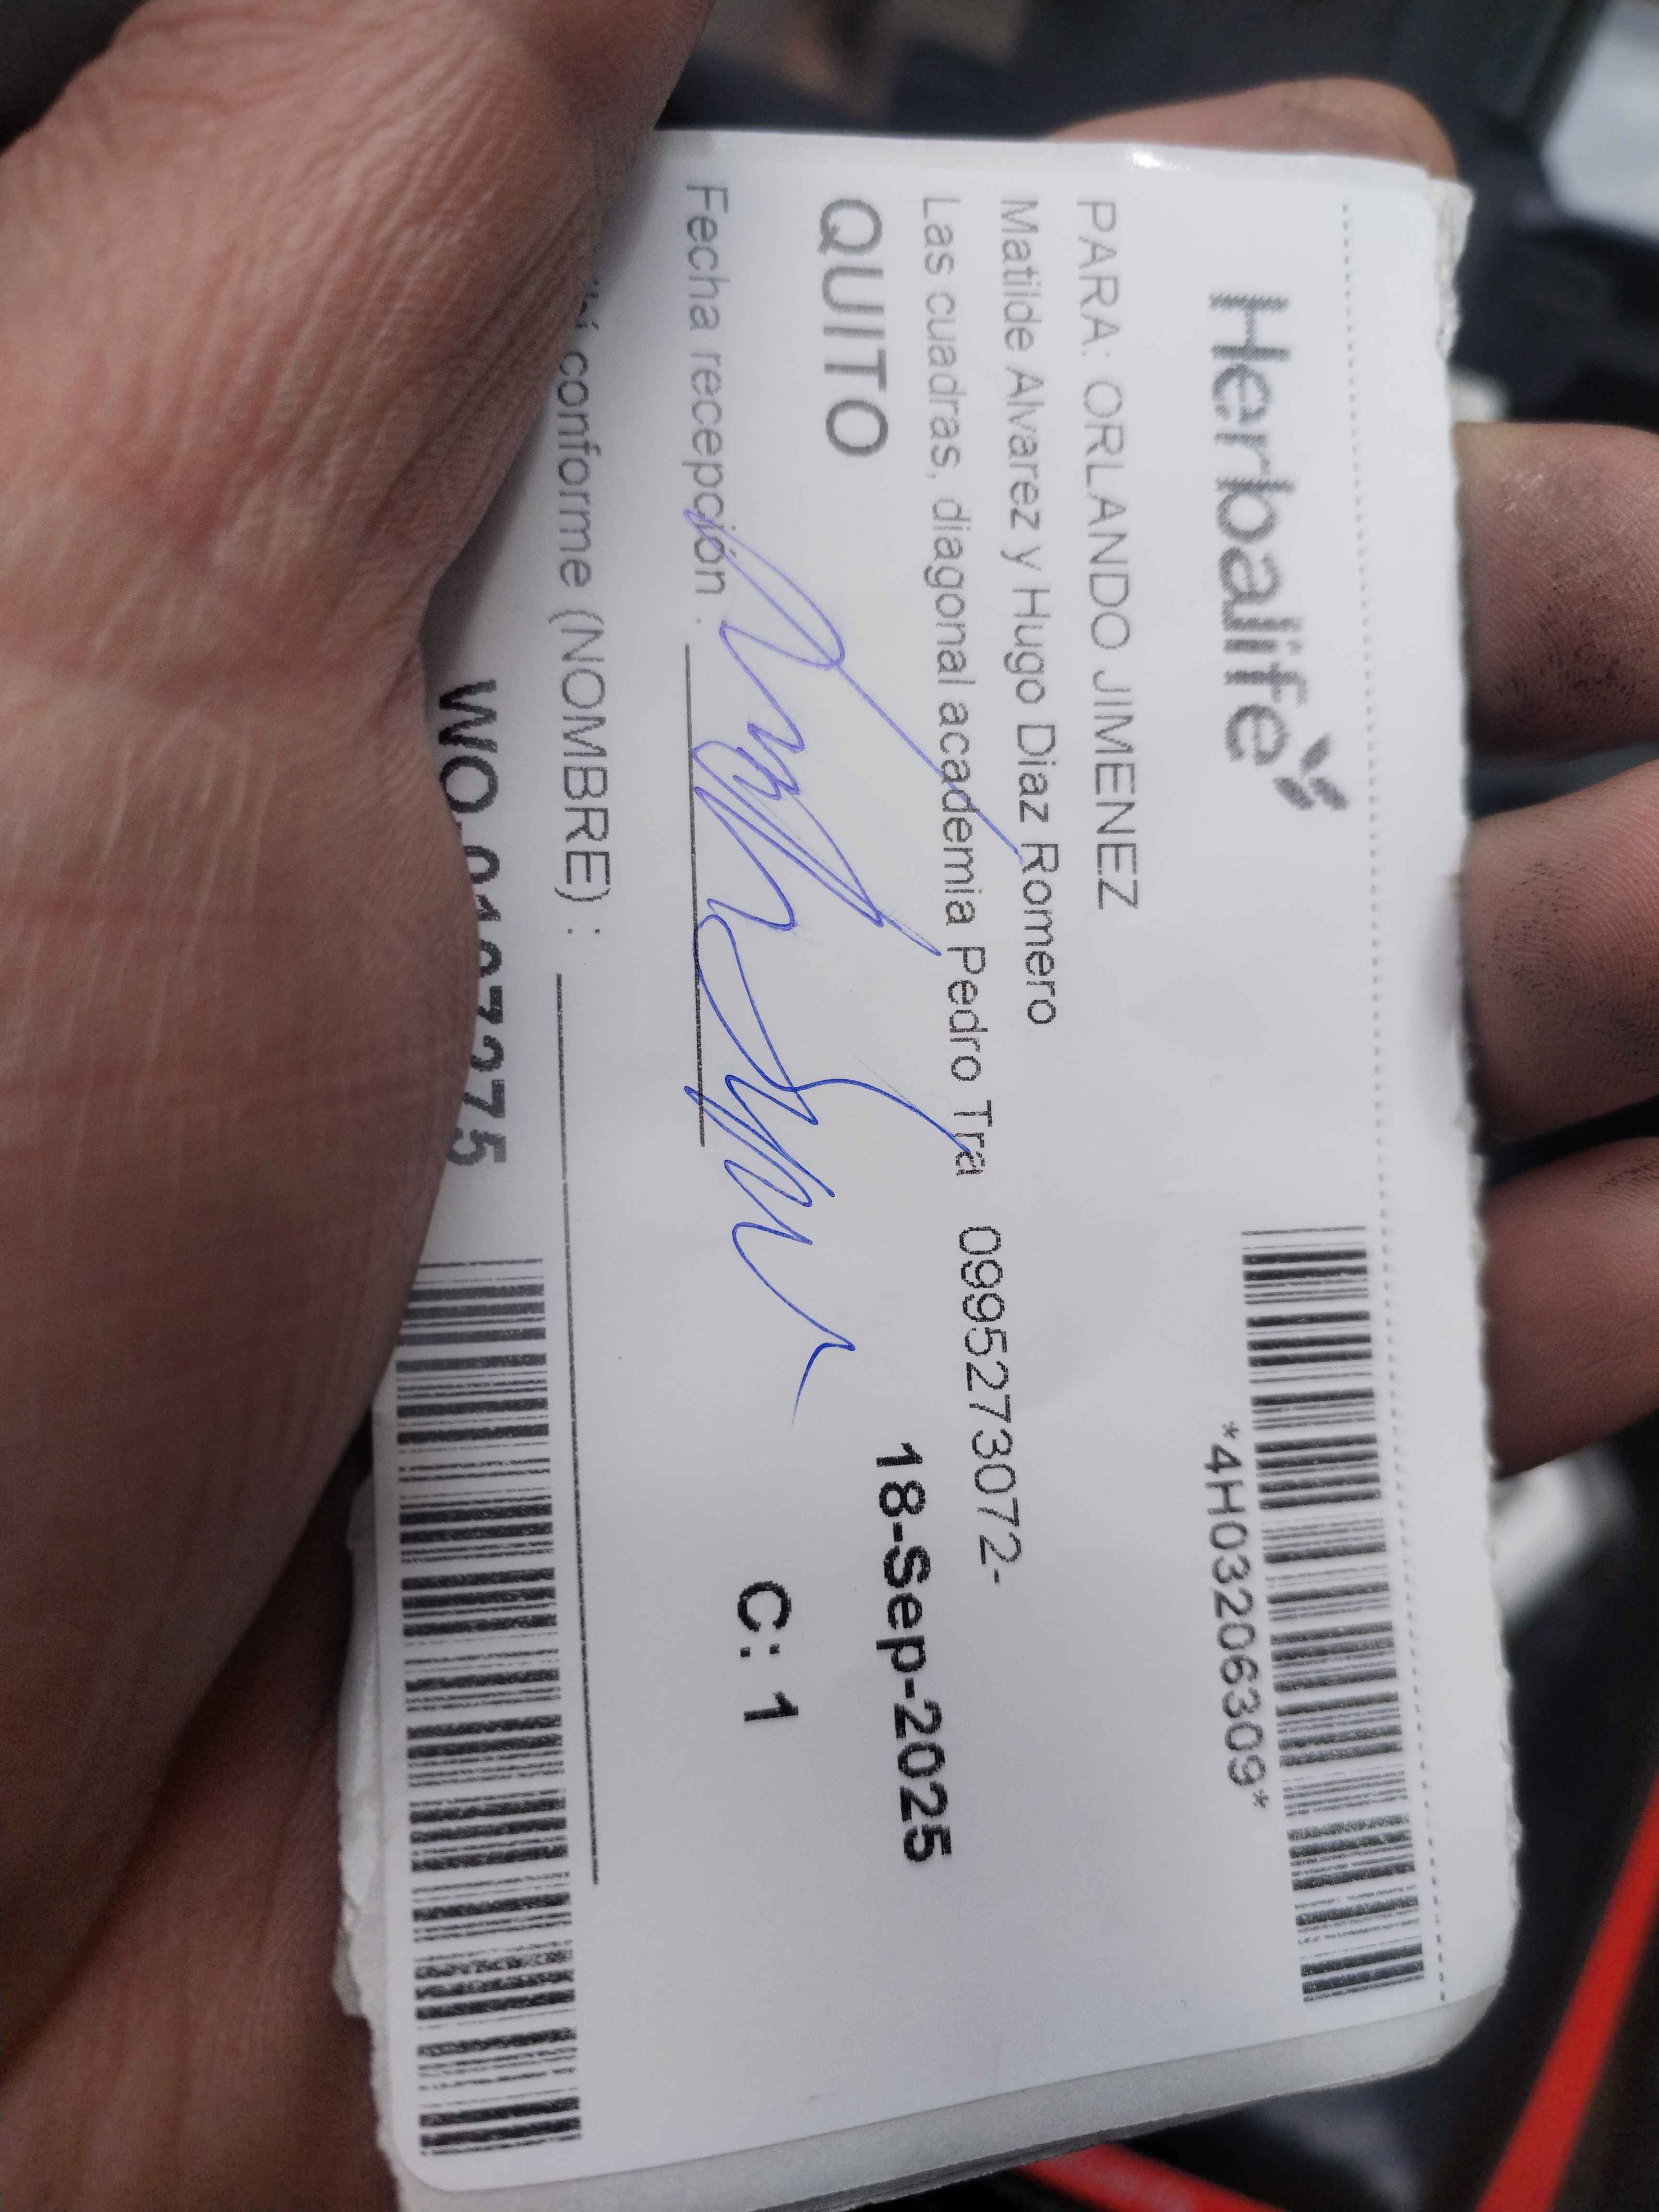 Herbalife
*4H03206309*
PARA: ORLANDO JIMENEZ
Matilde Alvarez y Hugo Diaz Romero
Las cuadras, diagonal academia Pedro Tra 0995273072-
QUITO
18-Sep-2025
Fecha recepción :
C: 1
conforme (NOMBRE) :